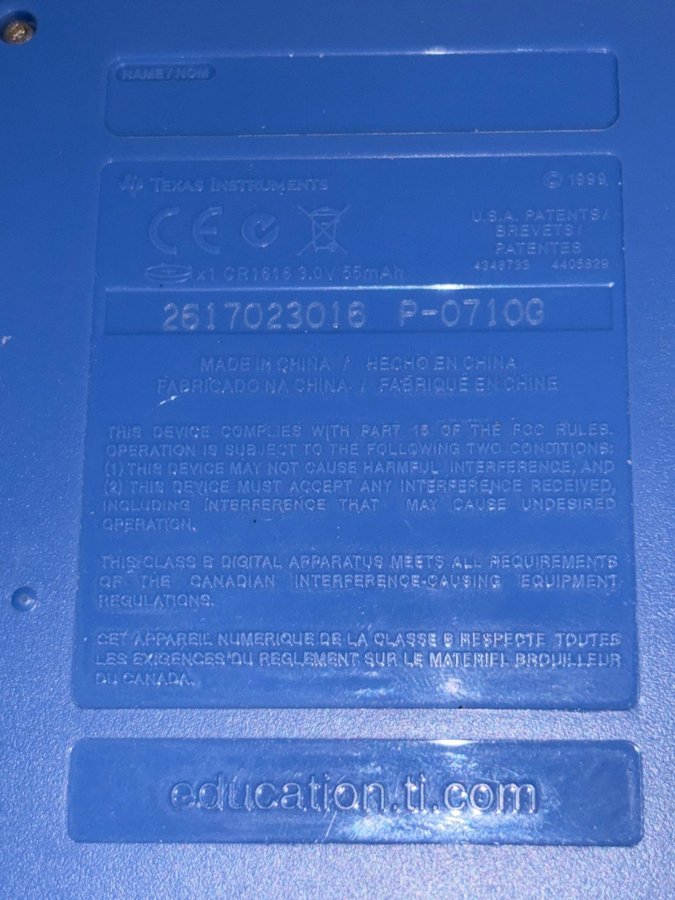 NAME/NOM
TEXAS INSTRUMENTS
© 1999
CE
U.S.A. PATENTS/
BREVETS/
PATENTES
4348733 4405829
x1 CR1616 3.0V 55mAh
2617023016 P-0710G
MADE IN CHINA / HECHO EN CHINA
FABRICADO NA CHINA / FABRIQUÉ EN CHINE
THIS DEVICE COMPLIES WITH PART 15 OF THE FCC RULES.
OPERATION IS SUBJECT TO THE FOLLOWING TWO CONDITIONS:
(1) THIS DEVICE MAY NOT CAUSE HARMFUL INTERFERENCE, AND
(2) THIS DEVICE MUST ACCEPT ANY INTERFERENCE RECEIVED,
INCLUDING INTERFERENCE THAT MAY CAUSE UNDESIRED
OPERATION.
THIS CLASS B DIGITAL APPARATUS MEETS ALL REQUIREMENTS
OF THE CANADIAN INTERFERENCE-CAUSING EQUIPMENT
REGULATIONS.
CET APPAREIL NUMERIQUE DE LA CLASSE B RESPECTE TOUTES
LES EXIGENCES DU REGLEMENT SUR LE MATERIEL BROUILLEUR
DU CANADA.
education.ti.com